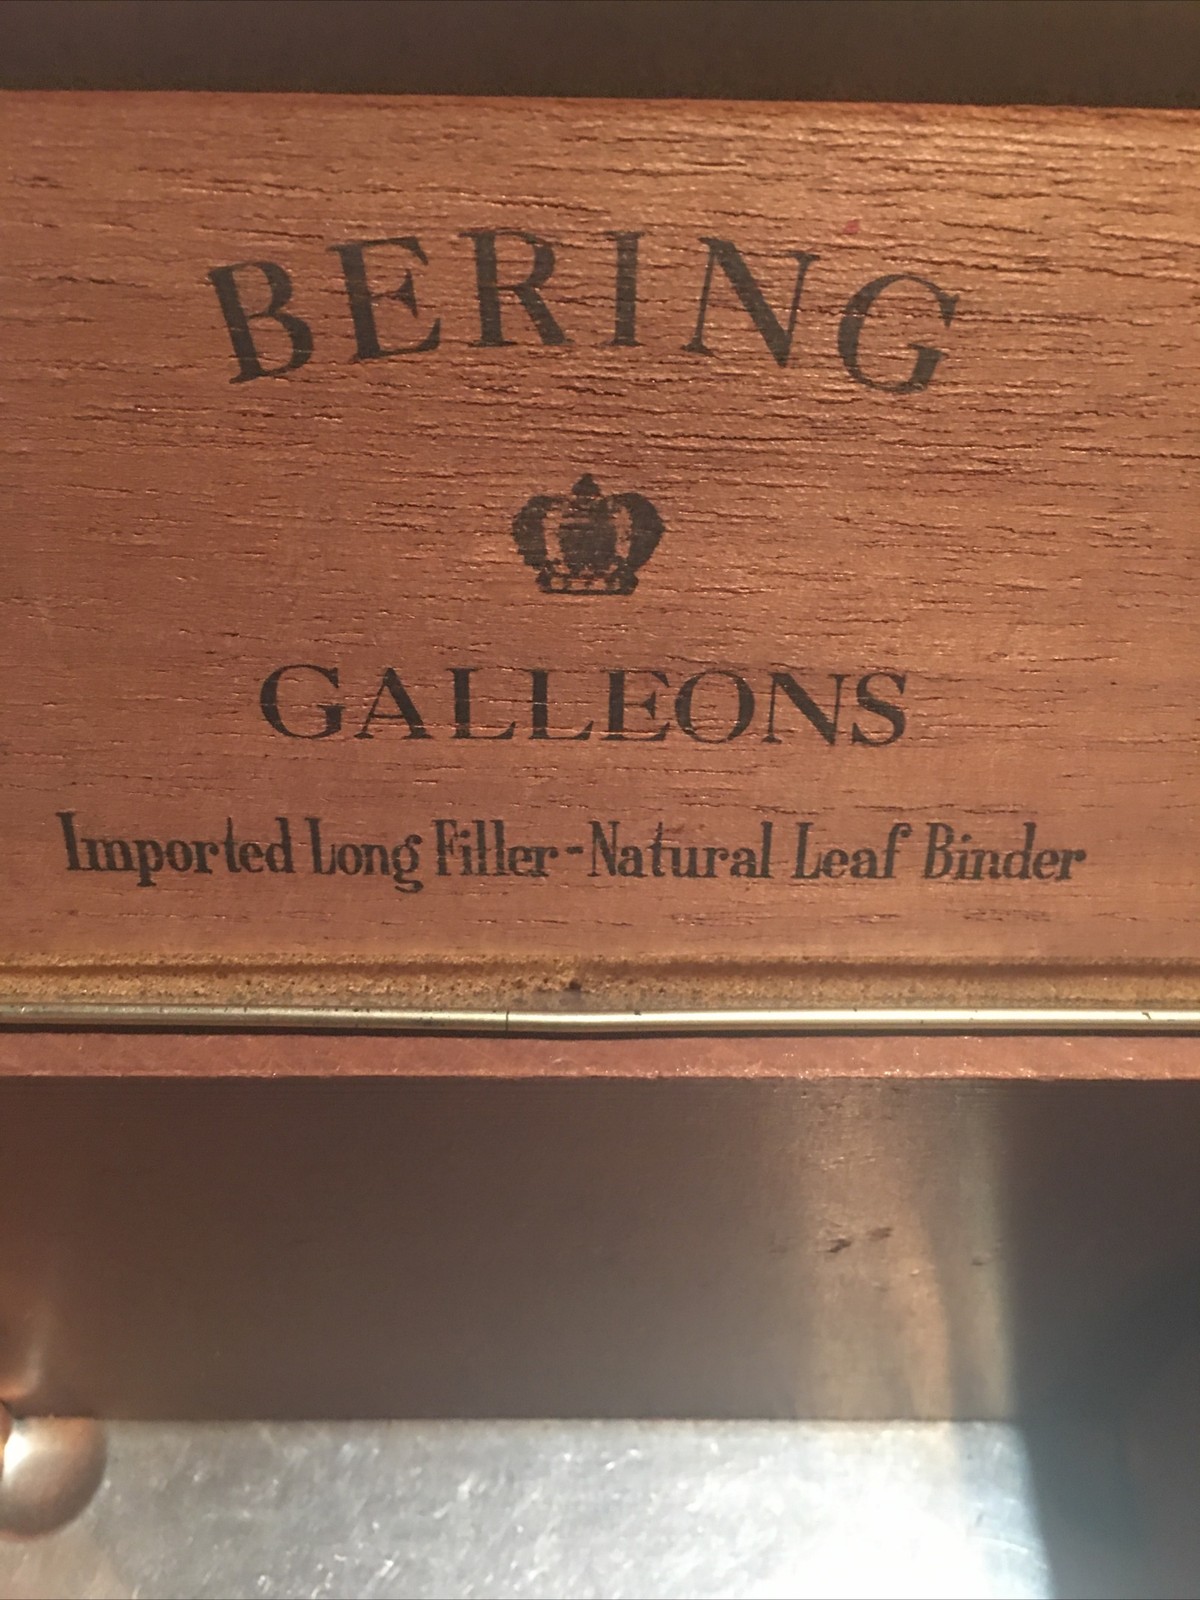 BERING
GALLEONS
Imported Long Filler-Natural Leaf Binder